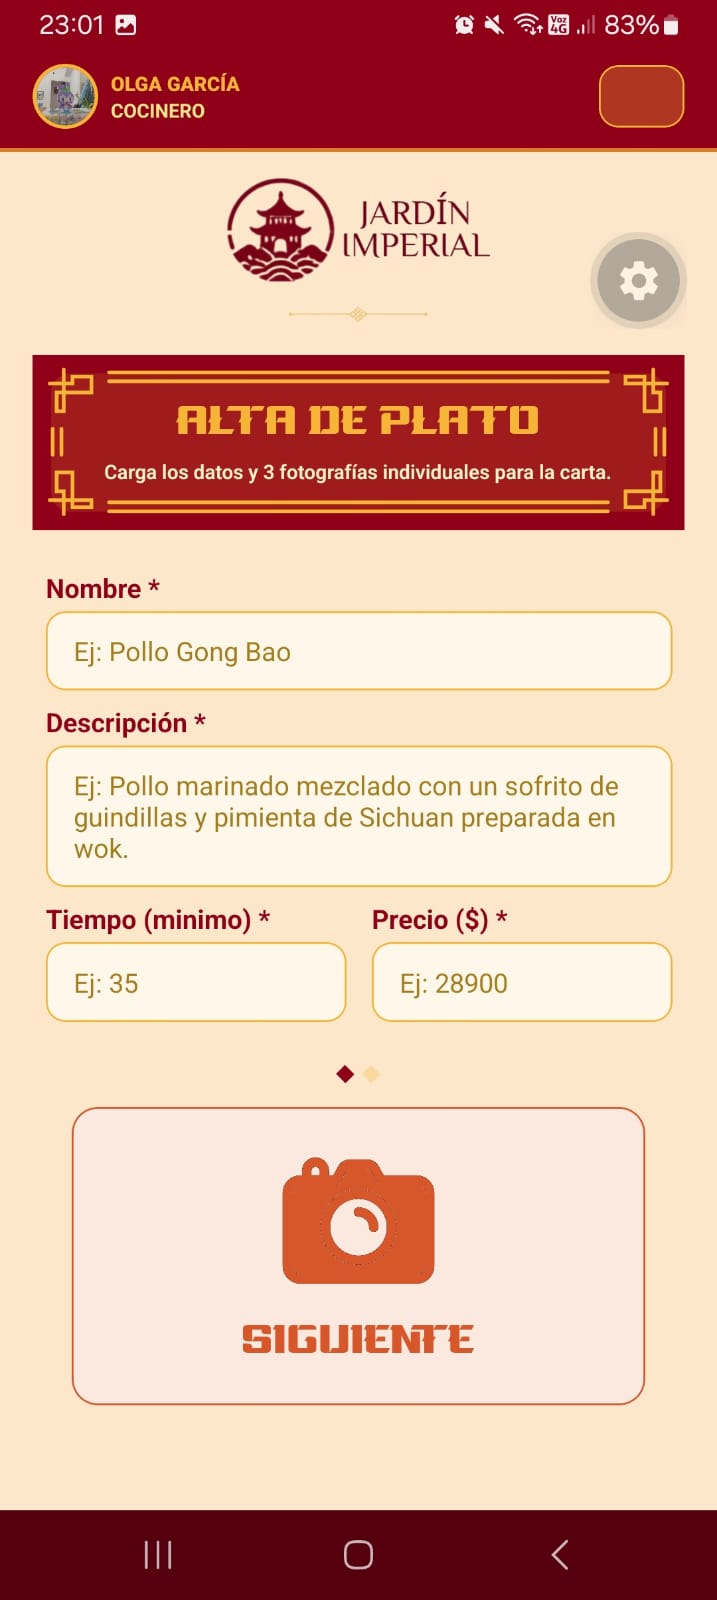 23:01
Voz
4G
83%
OLGA GARCÍA
COCINERO
JARDÍN
IMPERIAL
ALTA DE PLATO
Carga los datos y 3 fotografías individuales para la carta.
Nombre *
Ej: Pollo Gong Bao
Descripción *
Ej: Pollo marinado mezclado con un sofrito de
guindillas y pimienta de Sichuan preparada en
wok.
Tiempo (minimo) * Precio ($) *
Ej: 35 Ej: 28900
SIGUIENTE